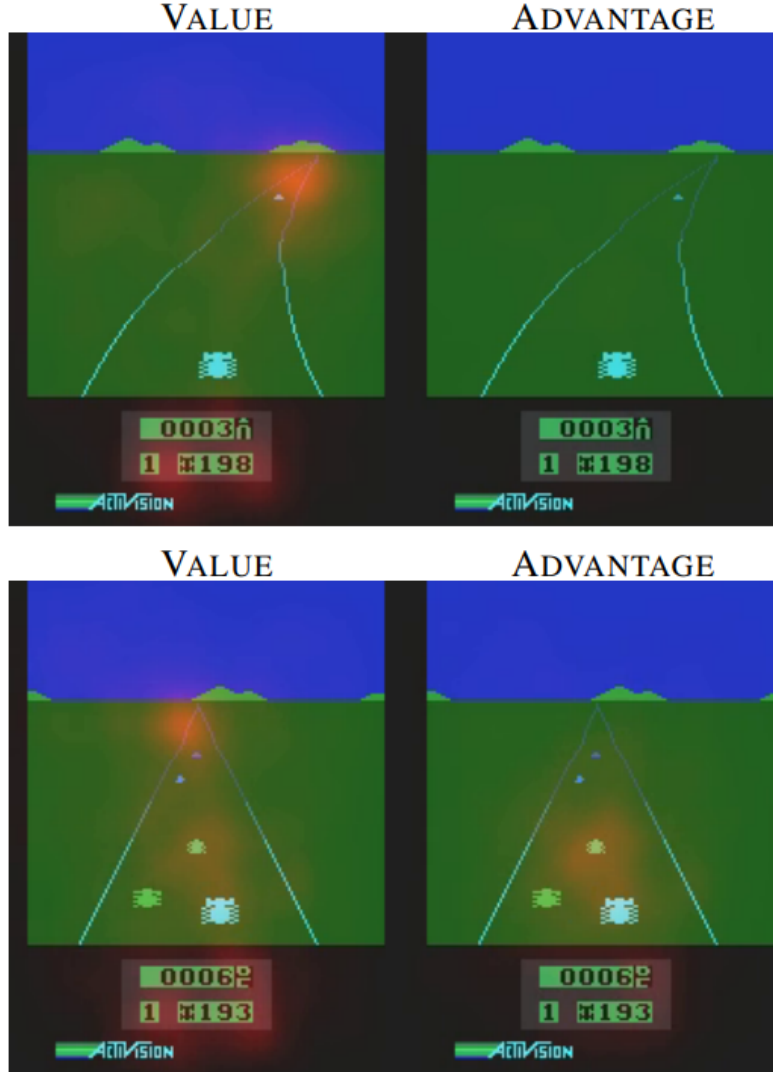 VALUE ADVANTAGE
0003 0003
1 198 1 198
ACTIVISION ACTIVISION
VALUE ADVANTAGE
0006 0006
1 193 1 193
ACTIVISION ACTIVISION